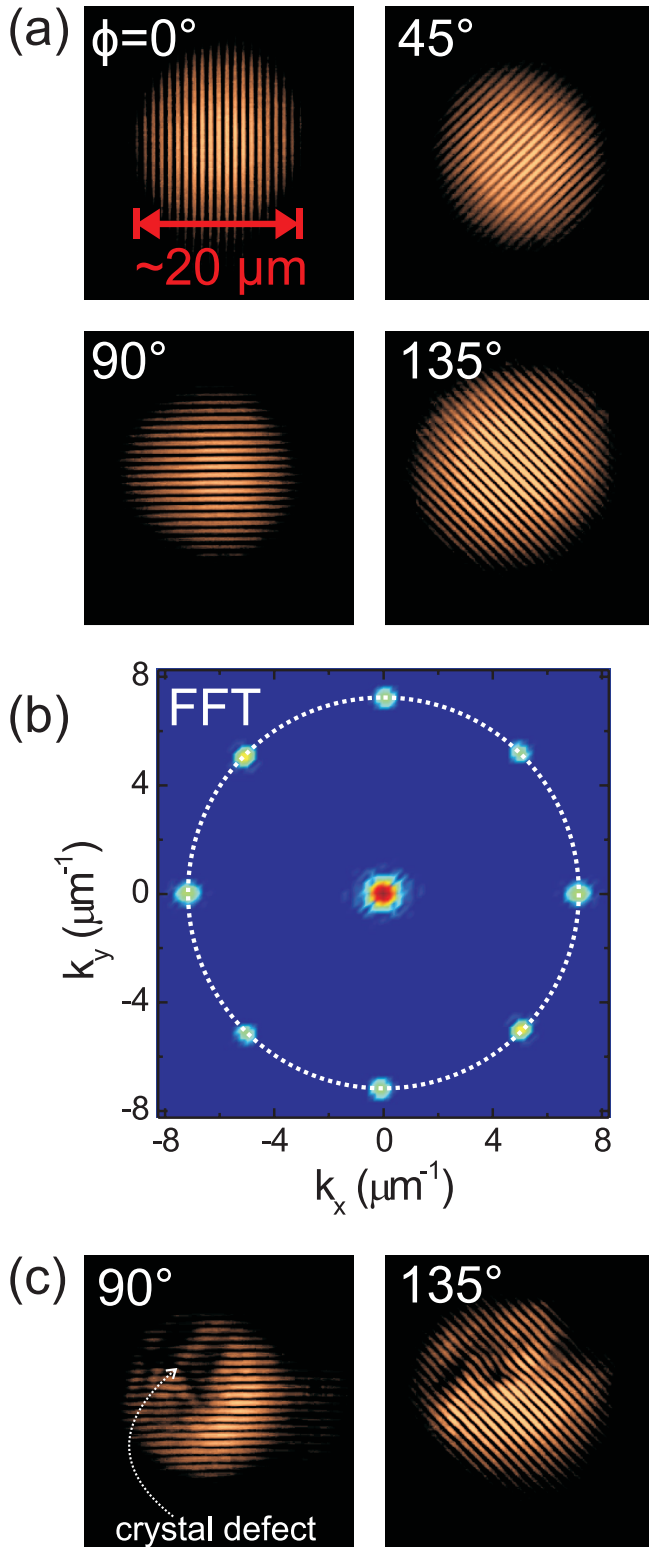 (a)
ϕ=0°
45°
~20 μm
90°
135°
(b)
FFT
8
4
0
-4
-8
k_y (μm⁻¹)
-8 -4 0 4 8
k_x (μm⁻¹)
(c)
90°
135°
crystal defect